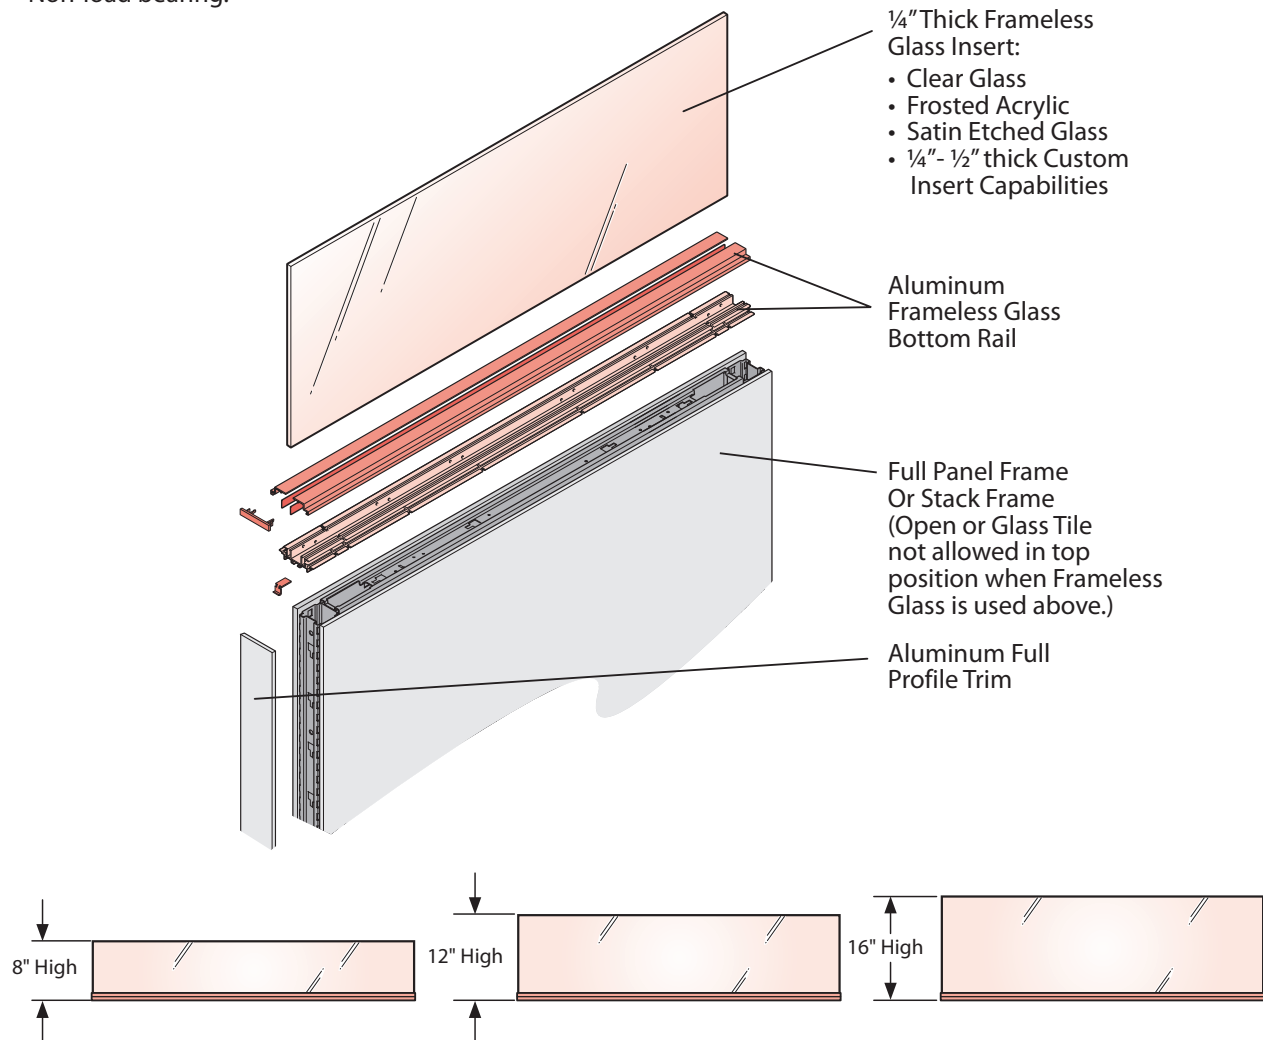 Non-load bearing.
¼” Thick Frameless
Glass Insert:
• Clear Glass
• Frosted Acrylic
• Satin Etched Glass
• ¼”- ½” thick Custom
Insert Capabilities
Aluminum
Frameless Glass
Bottom Rail
Full Panel Frame
Or Stack Frame
(Open or Glass Tile
not allowed in top
position when Frameless
Glass is used above.)
Aluminum Full
Profile Trim
8" High
12" High
16" High